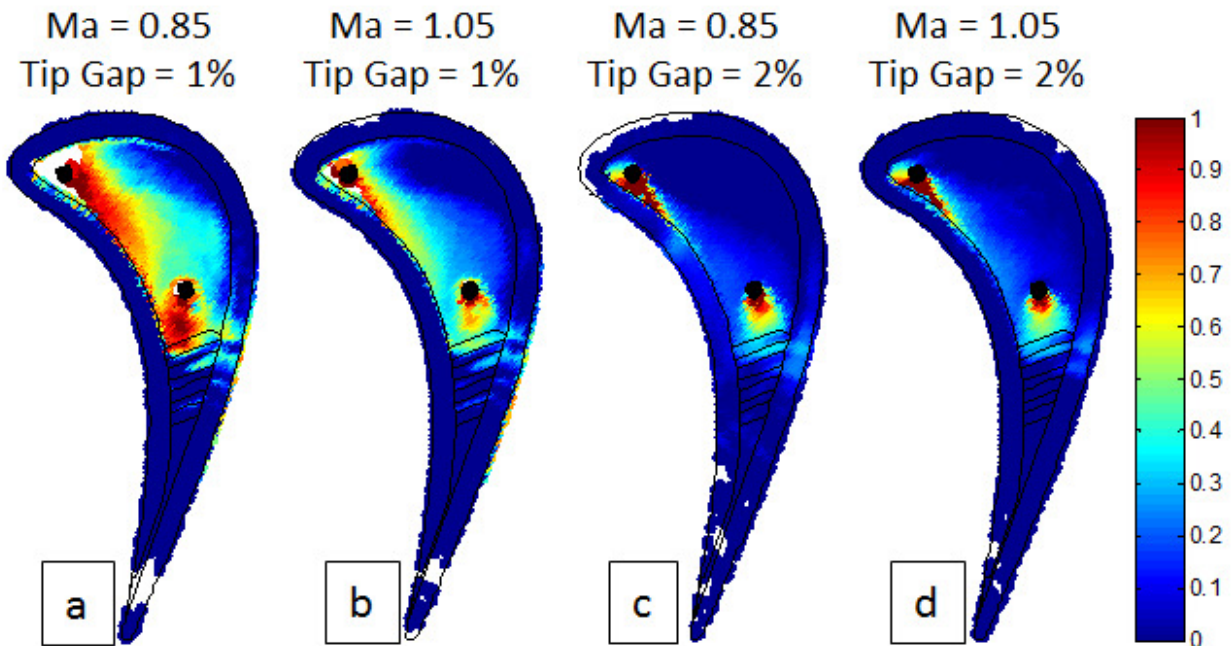 Ma = 0.85
Tip Gap = 1%
Ma = 1.05
Tip Gap = 1%
Ma = 0.85
Tip Gap = 2%
Ma = 1.05
Tip Gap = 2%
a
b
c
d
1
0.9
0.8
0.7
0.6
0.5
0.4
0.3
0.2
0.1
0